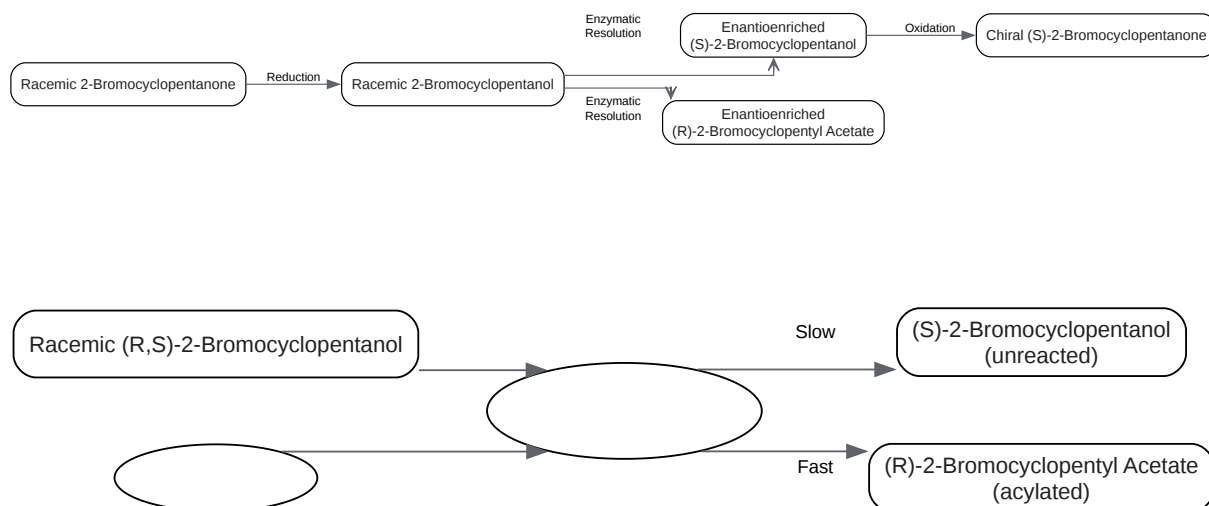 Enzymatic
Resolution
Enantioenriched
(S)-2-Bromocyclopentanol
Oxidation
Chiral (S)-2-Bromocyclopentanone
Racemic 2-Bromocyclopentanone
Reduction
Racemic 2-Bromocyclopentanol
Enzymatic
Resolution
Enantioenriched
(R)-2-Bromocyclopentyl Acetate
Racemic (R,S)-2-Bromocyclopentanol
Slow
(S)-2-Bromocyclopentanol
(unreacted)
Fast
(R)-2-Bromocyclopentyl Acetate
(acylated)